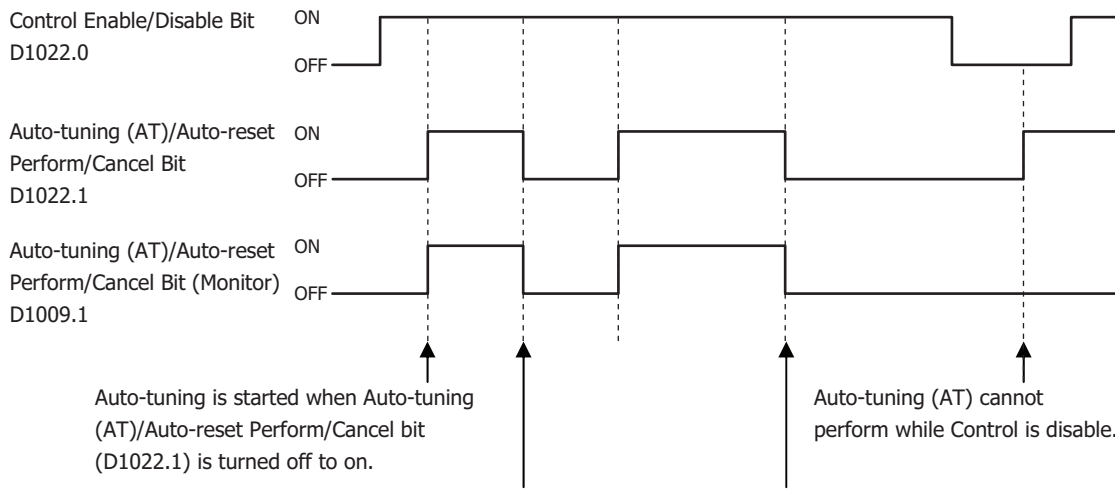 Control Enable/Disable Bit
D1022.0
ON
OFF
Auto-tuning (AT)/Auto-reset
Perform/Cancel Bit
D1022.1
ON
OFF
Auto-tuning (AT)/Auto-reset
Perform/Cancel Bit (Monitor)
D1009.1
ON
OFF
Auto-tuning is started when Auto-tuning
(AT)/Auto-reset Perform/Cancel bit
(D1022.1) is turned off to on.
Auto-tuning (AT) cannot
perform while Control is disable.